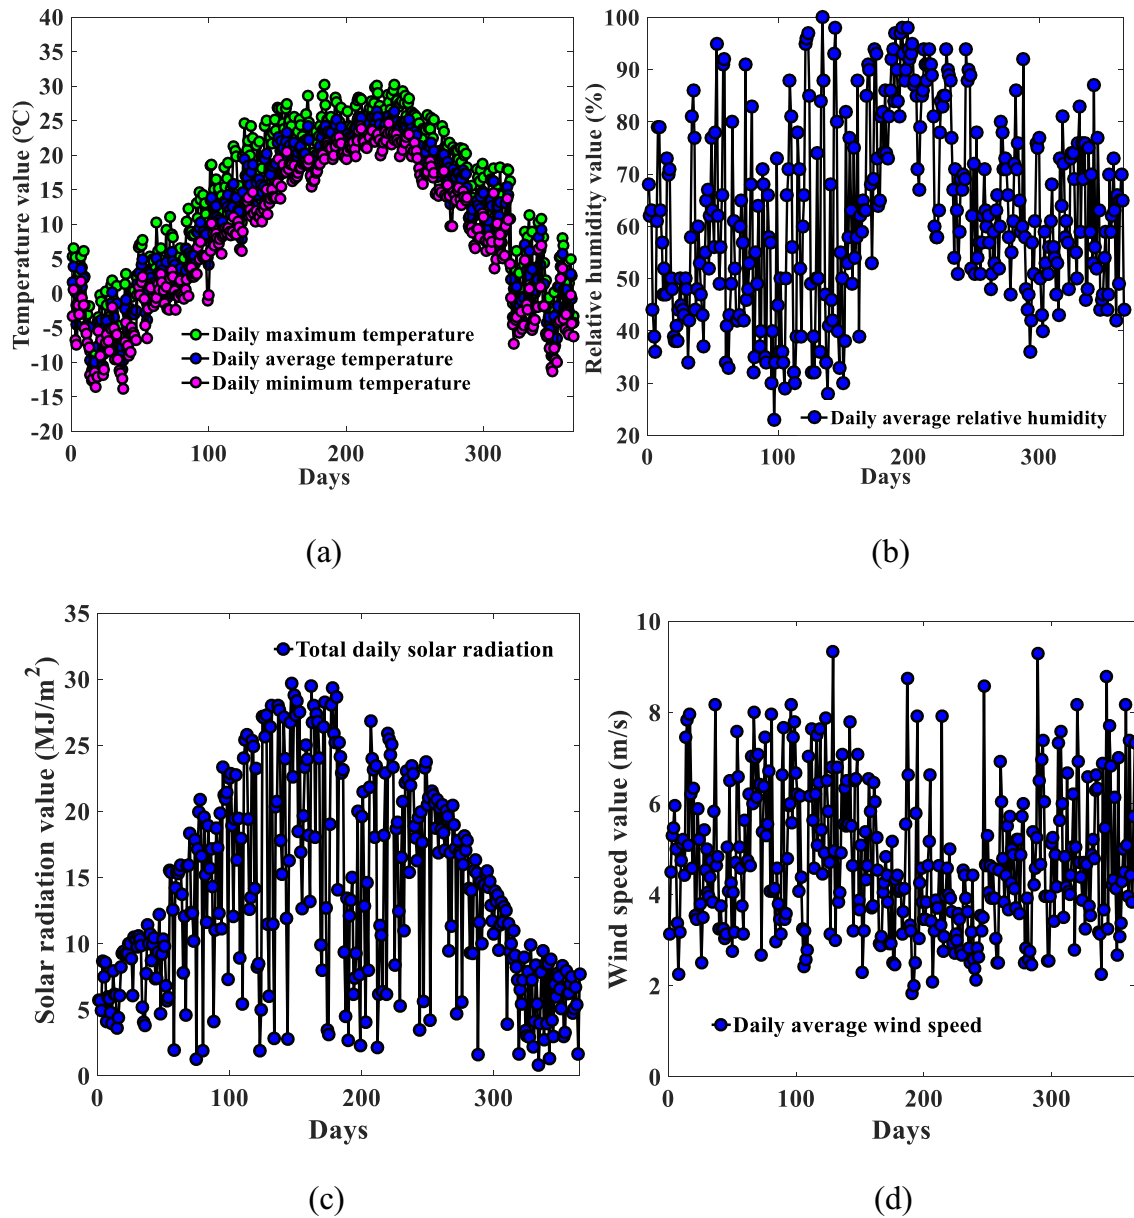 40
35
30
25
20
15
10
5
0
-5
-10
-15
-20
Temperature value (°C)
Daily maximum temperature
Daily average temperature
Daily minimum temperature
0 100 200 300
Days
(a)
100
90
80
70
60
50
40
30
20
Relative humidity value (%)
Daily average relative humidity
0 100 200 300
Days
(b)
35
30
25
20
15
10
5
0
Solar radiation value (MJ/m²)
Total daily solar radiation
0 100 200 300
Days
(c)
10
8
6
4
2
0
Wind speed value (m/s)
Daily average wind speed
0 100 200 300
Days
(d)